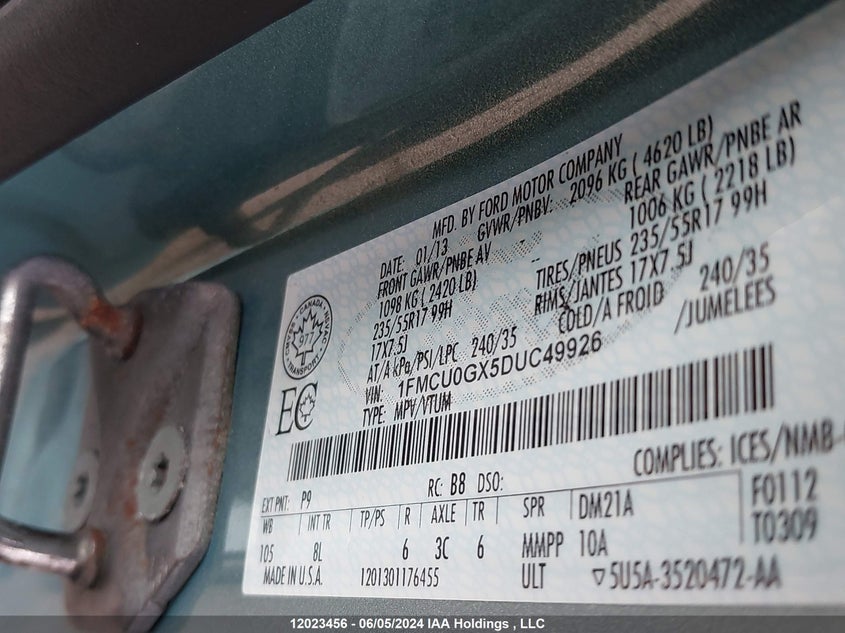 MFD. BY FORD MOTOR COMPANY
DATE: 01/13 GVWR/PNBV: 2096 KG ( 4620 LB)
FRONT GAWR/PNBE AV REAR GAWR/PNBE AR
1098 KG ( 2420 LB) 1006 KG ( 2218 LB)
235/55R17 99H TIRES/PNEUS 235/55R17 99H
17X7.5J RIMS/JANTES 17X7.5J
AT/A kPa/PSI/LPC 240/35 COLD/A FROID 240/35
VIN: 1FMCU0GX5DUC49926 /JUMELEES
TYPE: MPV/VTUM
CANADA
977
TRANSPORT
EC
COMPLIES: ICES/NMB-
EXT PNT: P9 RC: B8 DSO:
WB INT TR TP/PS R AXLE TR SPR DM21A F0112
105 8L 6 3C 6 MMPP 10A T0309
MADE IN U.S.A. 1201301176455 ULT ▽5U5A-3520472-AA
12023456 - 06/05/2024 IAA Holdings , LLC